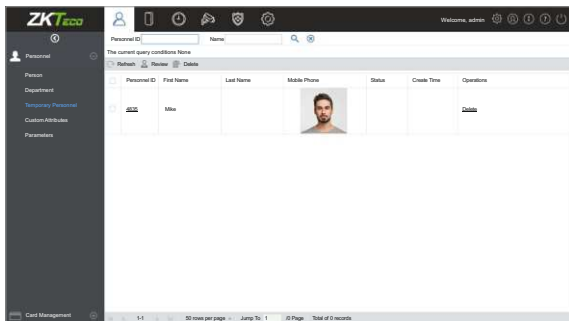 ZKTeco
Welcome, admin
Personnel
Person
Department
Temporary Personnel
Custom Attributes
Parameters
Card Management
Personnel ID Name
The current query conditions None
Refresh Review Delete
Personnel ID First Name Last Name Mobile Phone Status Create Time Operations
4835 Mike Delete
1-1 50 rows per page Jump To 1 /0 Page Total of 0 records